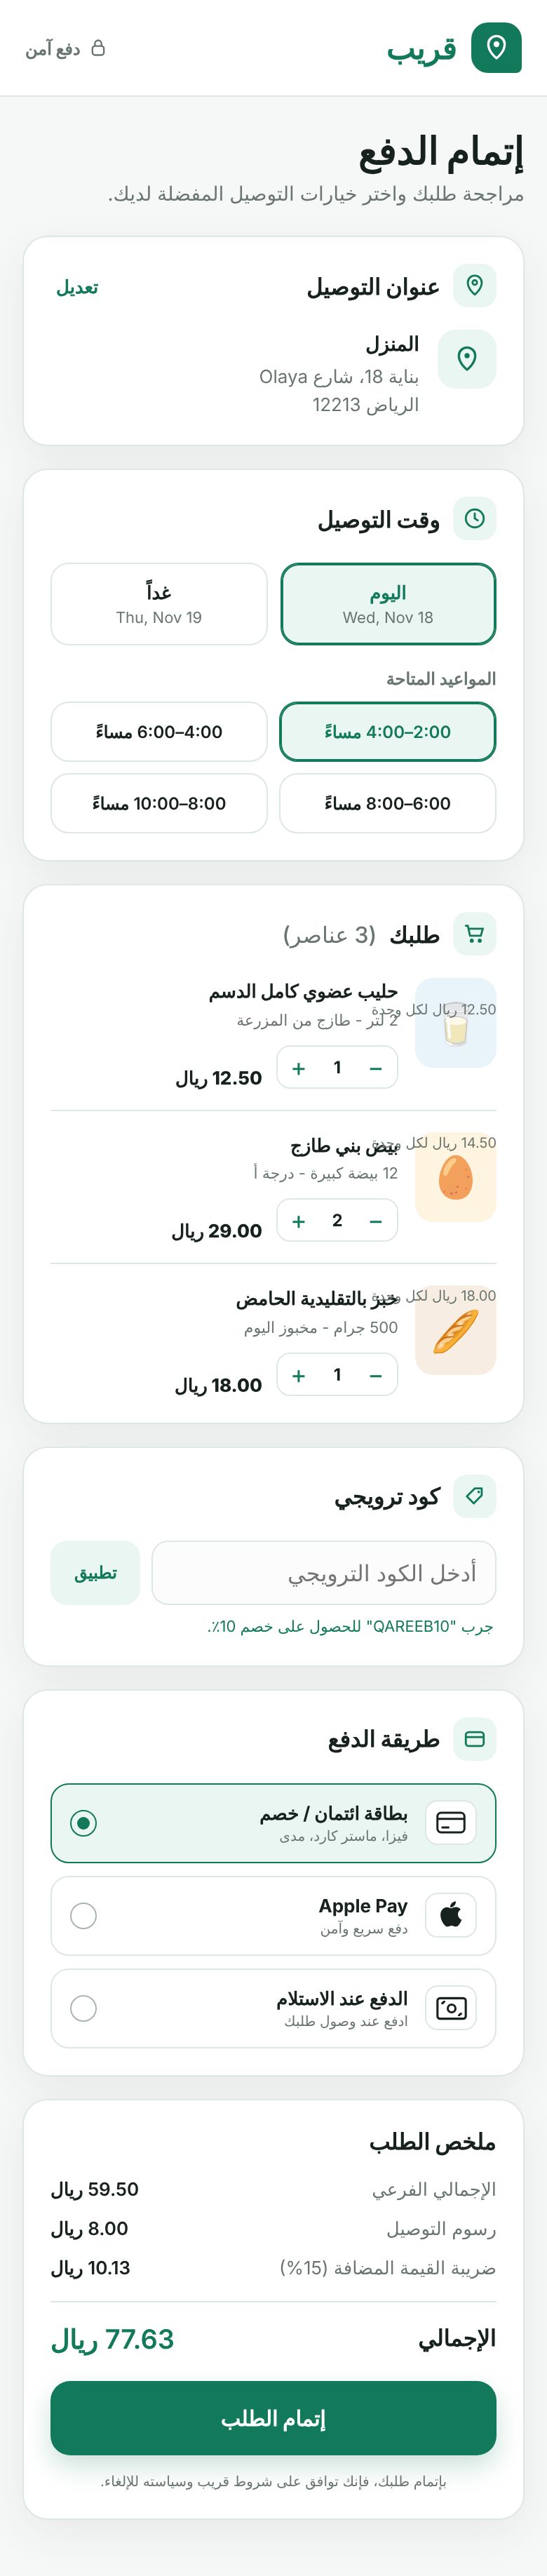 قريب
دفع آمن
إتمام الدفع
مراجحة طلبك واختر خيارات التوصيل المفضلة لديك.
عنوان التوصيل
تعديل
المنزل
بناية 18، شارع Olaya
الرياض 12213
وقت التوصيل
اليوم
Wed, Nov 18
غداً
Thu, Nov 19
المواعيد المتاحة
2:00–4:00 مساءً
4:00–6:00 مساءً
6:00–8:00 مساءً
8:00–10:00 مساءً
طلبك (3 عناصر)
حليب عضوي كامل الدسم
12.50 ريال لكل وحدة
2 لتر - طازج من المزرعة
− 1 +
12.50 ريال
14.50 ريال لكل وحدة
بيض بني طازج
12 بيضة كبيرة - درجة أ
− 2 +
29.00 ريال
18.00 ريال لكل وحدة
خبز بالتقليدية الحامض
500 جرام - مخبوز اليوم
− 1 +
18.00 ريال
كود ترويجي
أدخل الكود الترويجي
تطبيق
جرب "QAREEB10" للحصول على خصم 10٪.
طريقة الدفع
بطاقة ائتمان / خصم
فيزا، ماستر كارد، مدى
Apple Pay
دفع سريع وآمن
الدفع عند الاستلام
ادفع عند وصول طلبك
ملخص الطلب
الإجمالي الفرعي
59.50 ريال
رسوم التوصيل
8.00 ريال
ضريبة القيمة المضافة (15%)
10.13 ريال
الإجمالي
77.63 ريال
إتمام الطلب
بإتمام طلبك، فإنك توافق على شروط قريب وسياسته للإلغاء.